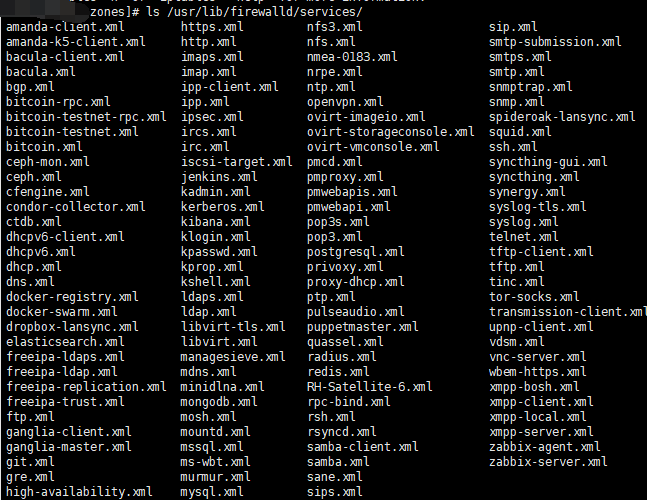 zones]# ls /usr/lib/firewalld/services/
amanda-client.xml https.xml nfs3.xml sip.xml
amanda-k5-client.xml http.xml nfs.xml smtp-submission.xml
bacula-client.xml imaps.xml nmea-0183.xml smtps.xml
bacula.xml imap.xml nrpe.xml smtp.xml
bgp.xml ipp-client.xml ntp.xml snmptrap.xml
bitcoin-rpc.xml ipp.xml openvpn.xml snmp.xml
bitcoin-testnet-rpc.xml ipsec.xml ovirt-imageio.xml spideroak-lansync.xml
bitcoin-testnet.xml ircs.xml ovirt-storageconsole.xml squid.xml
bitcoin.xml irc.xml ovirt-vmconsole.xml ssh.xml
ceph-mon.xml iscsi-target.xml pmcd.xml syncthing-gui.xml
ceph.xml jenkins.xml pmproxy.xml syncthing.xml
cfengine.xml kadmin.xml pmwebapis.xml synergy.xml
condor-collector.xml kerberos.xml pmwebapi.xml syslog-tls.xml
ctdb.xml kibana.xml pop3s.xml syslog.xml
dhcpv6-client.xml klogin.xml pop3.xml telnet.xml
dhcpv6.xml kpasswd.xml postgresql.xml tftp-client.xml
dhcp.xml kprop.xml privoxy.xml tftp.xml
dns.xml kshell.xml proxy-dhcp.xml tinc.xml
docker-registry.xml ldaps.xml ptp.xml tor-socks.xml
docker-swarm.xml ldap.xml pulseaudio.xml transmission-client.xml
dropbox-lansync.xml libvirt-tls.xml puppetmaster.xml upnp-client.xml
elasticsearch.xml libvirt.xml quassel.xml vdsm.xml
freeipa-ldaps.xml managesieve.xml radius.xml vnc-server.xml
freeipa-ldap.xml mdns.xml redis.xml wbem-https.xml
freeipa-replication.xml minidlna.xml RH-Satellite-6.xml xmpp-bosh.xml
freeipa-trust.xml mongodb.xml rpc-bind.xml xmpp-client.xml
ftp.xml mosh.xml rsh.xml xmpp-local.xml
ganglia-client.xml mountd.xml rsyncd.xml xmpp-server.xml
ganglia-master.xml mssql.xml samba-client.xml zabbix-agent.xml
git.xml ms-wbt.xml samba.xml zabbix-server.xml
gre.xml murmur.xml sane.xml
high-availability.xml mysql.xml sips.xml